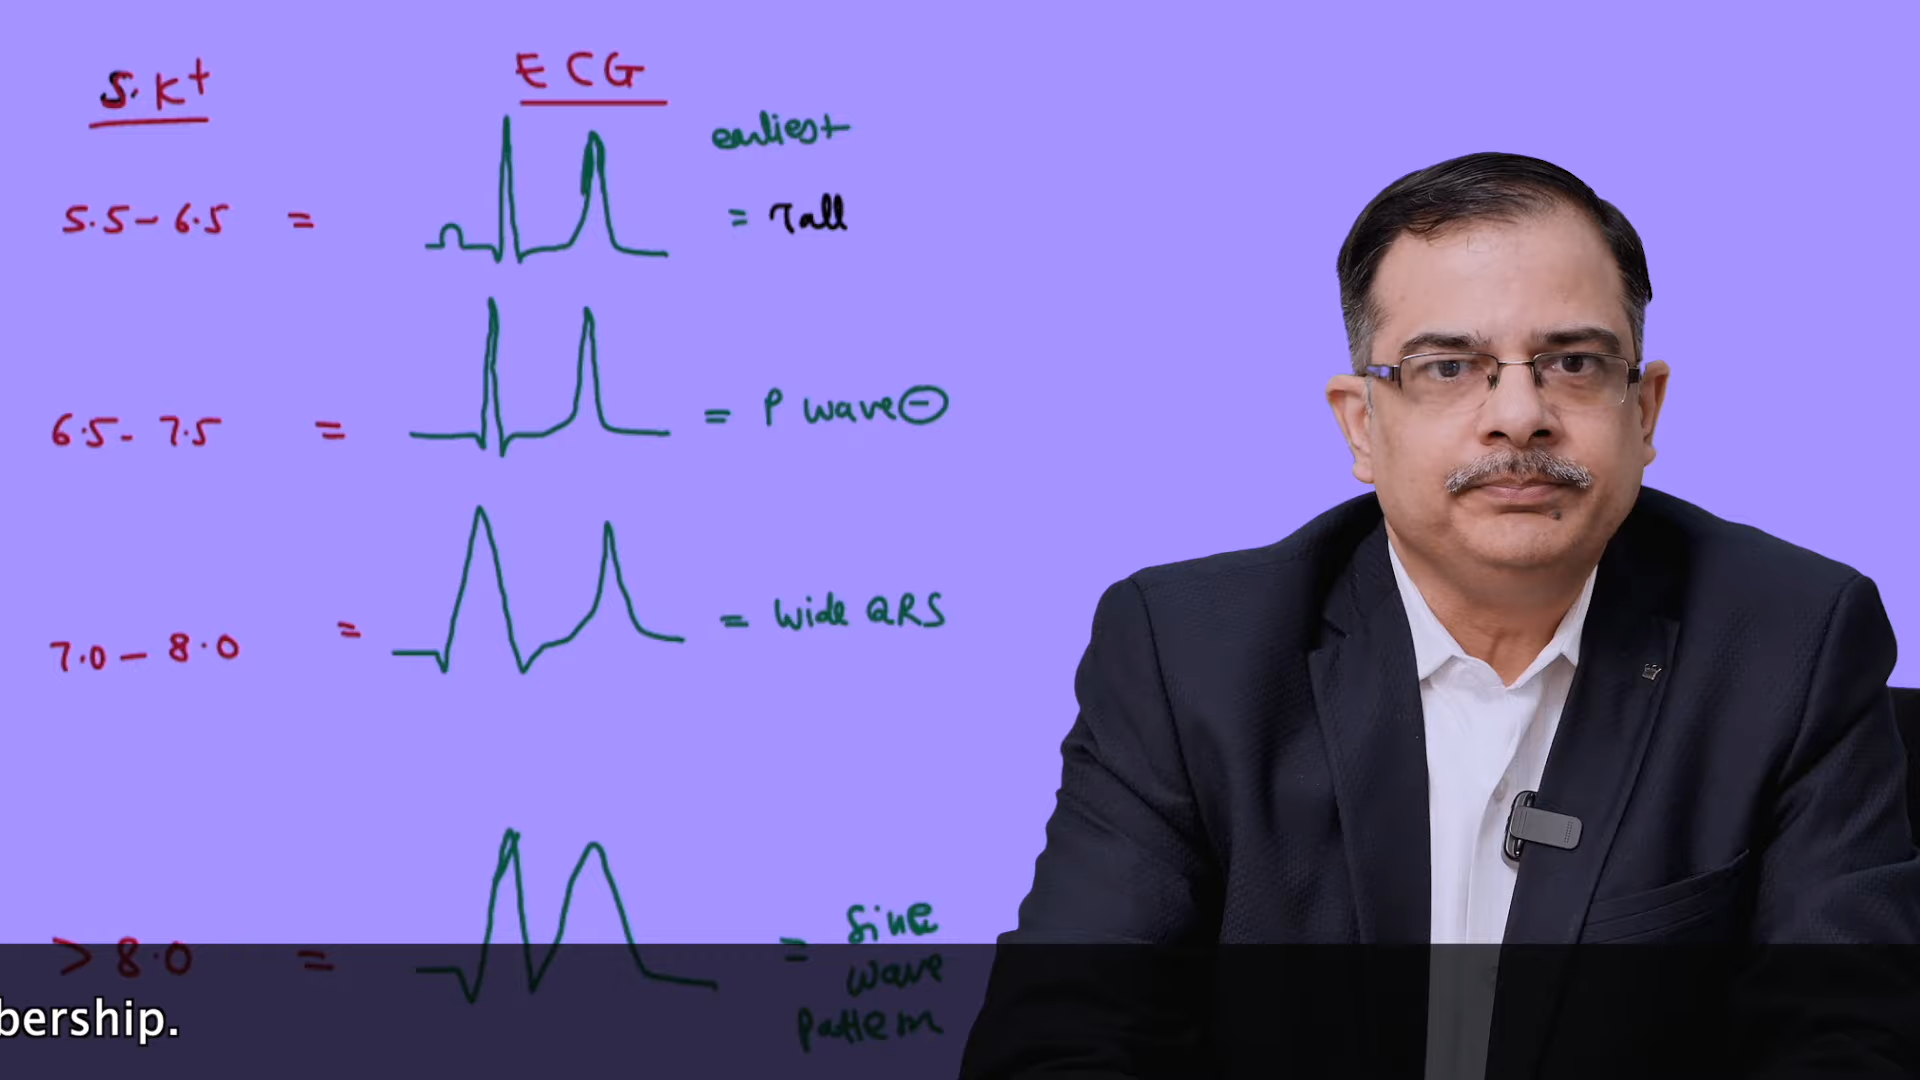 S. K+
ECG
earliest
5.5 - 6.5 =
= Tall
6.5 - 7.5 =
= P wave ⊖
7.0 - 8.0 =
= Wide QRS
> 8.0 =
= Sine
wave
pattern
bership.